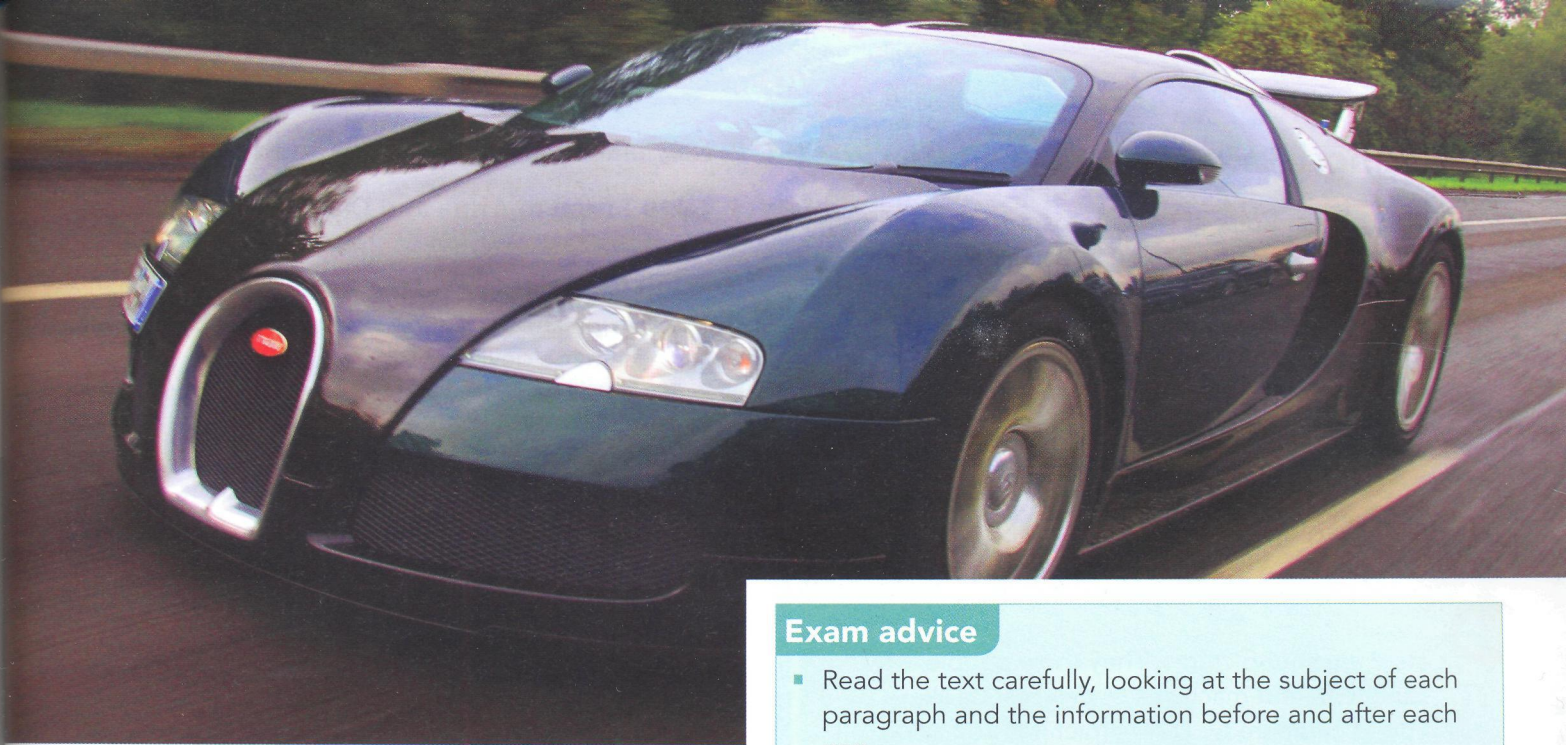 Exam advice
▪ Read the text carefully, looking at the subject of each
paragraph and the information before and after each